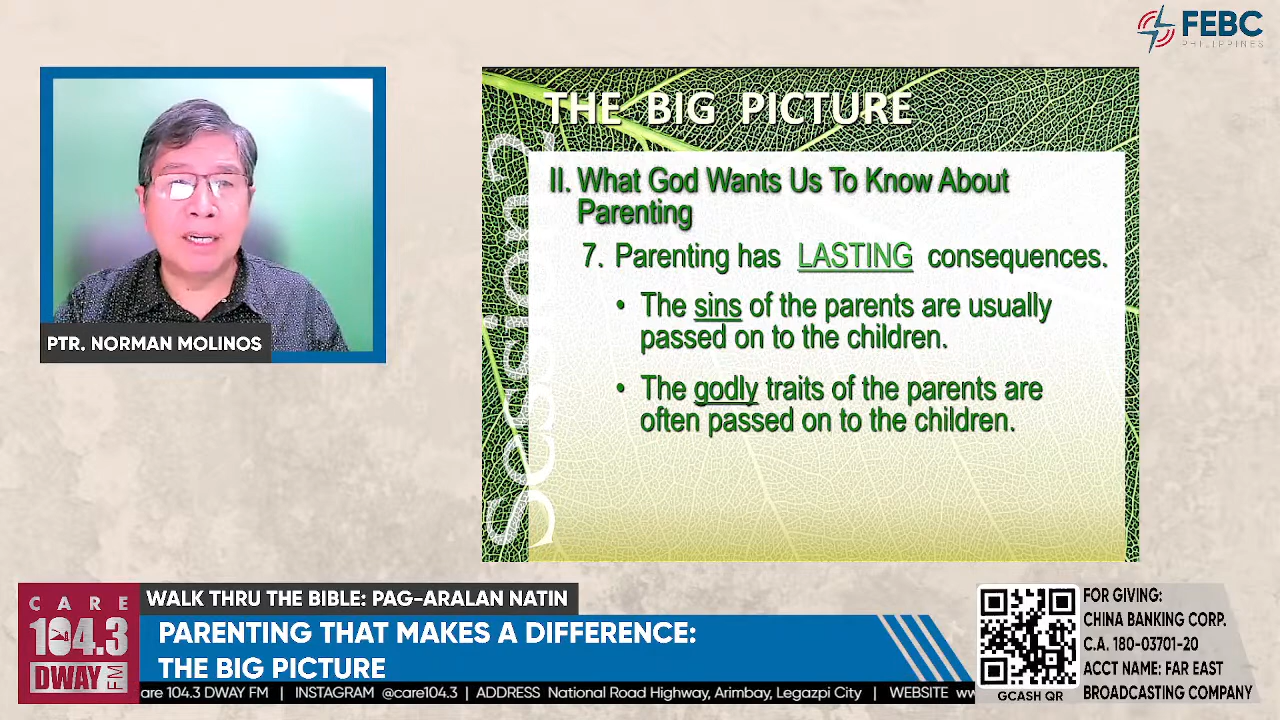 FEBC
PHILIPPINES
PTR. NORMAN MOLINOS
THE BIG PICTURE
Session 2
II. What God Wants Us To Know About
Parenting
7. Parenting has LASTING consequences.
• The sins of the parents are usually
passed on to the children.
• The godly traits of the parents are
often passed on to the children.
CARE
104.3
DWAY FM
WALK THRU THE BIBLE: PAG-ARALAN NATIN
PARENTING THAT MAKES A DIFFERENCE:
THE BIG PICTURE
are 104.3 DWAY FM | INSTAGRAM @care104.3 | ADDRESS National Road Highway, Arimbay, Legazpi City | WEBSITE ww
GCASH QR
FOR GIVING:
CHINA BANKING CORP.
C.A. 180-03701-20
ACCT NAME: FAR EAST
BROADCASTING COMPANY